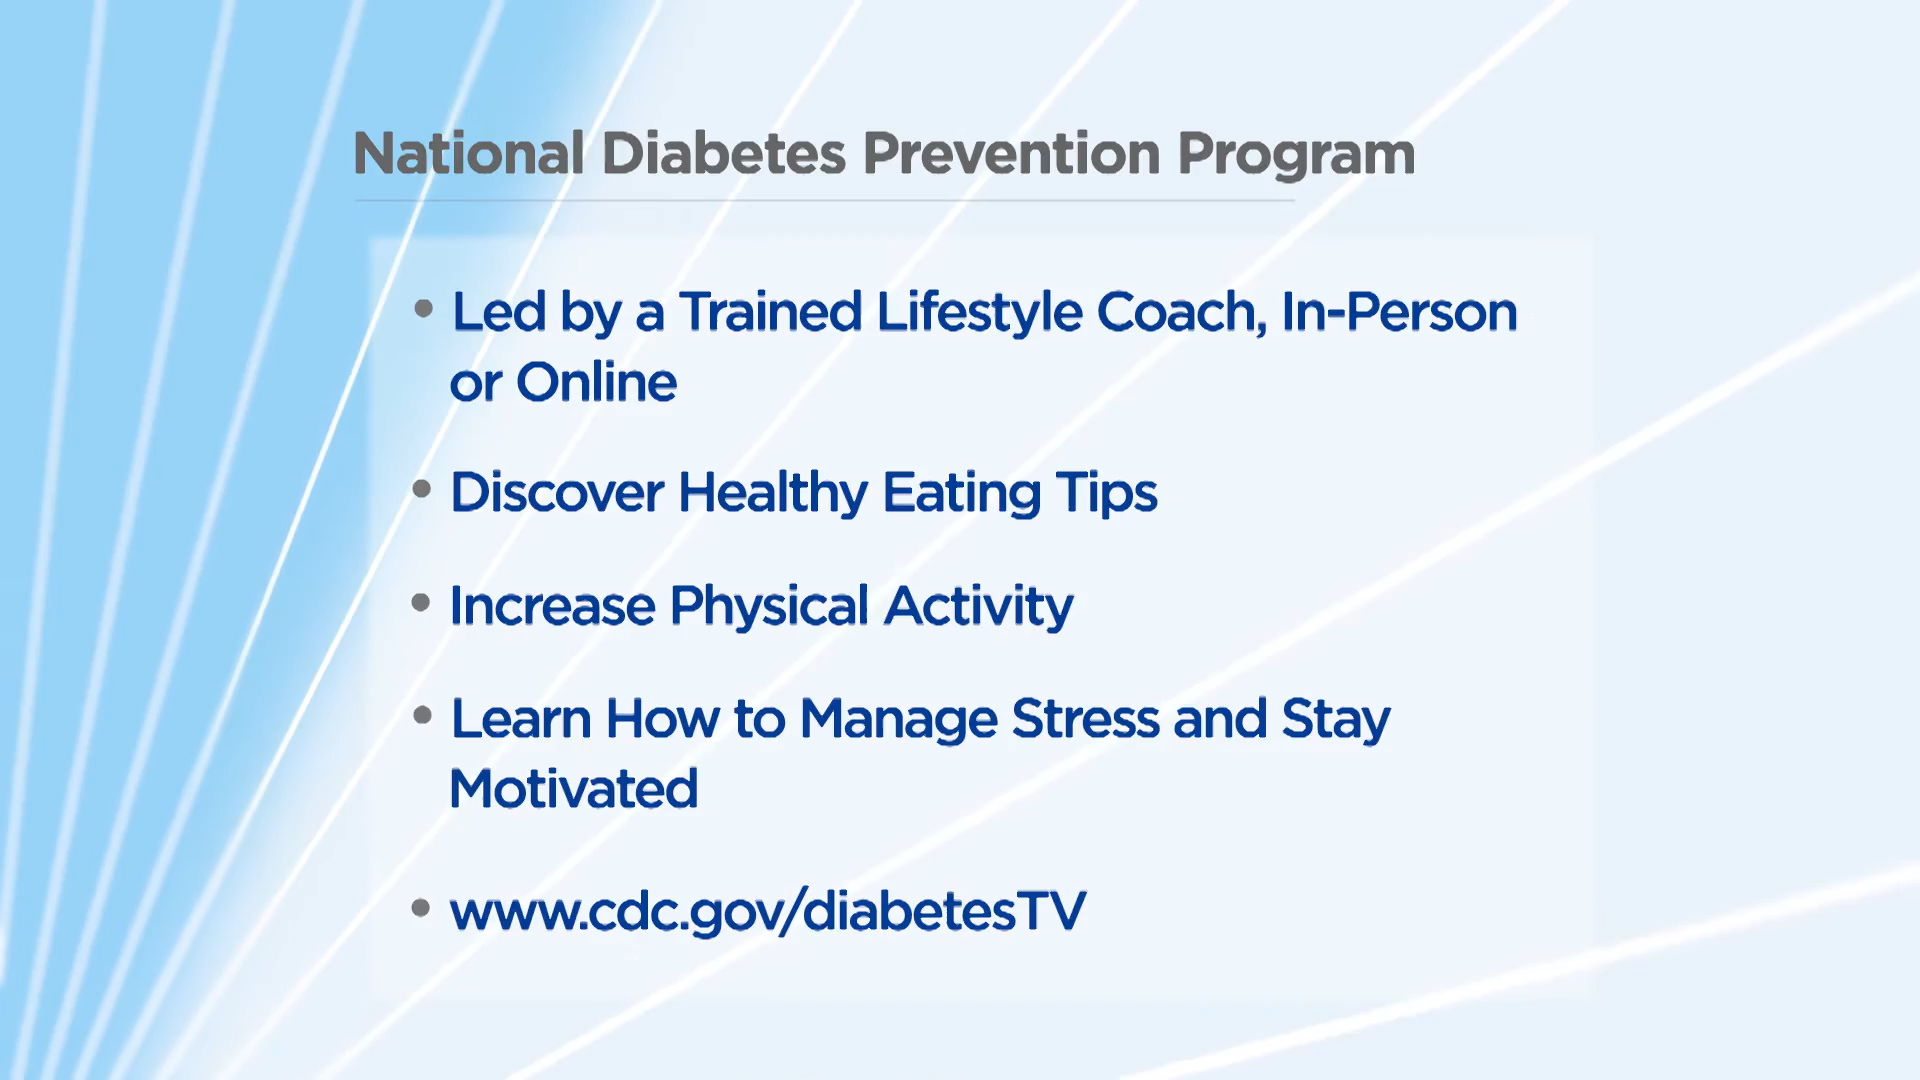 National Diabetes Prevention Program
• Led by a Trained Lifestyle Coach, In-Person
or Online
• Discover Healthy Eating Tips
• Increase Physical Activity
• Learn How to Manage Stress and Stay
Motivated
• www.cdc.gov/diabetesTV